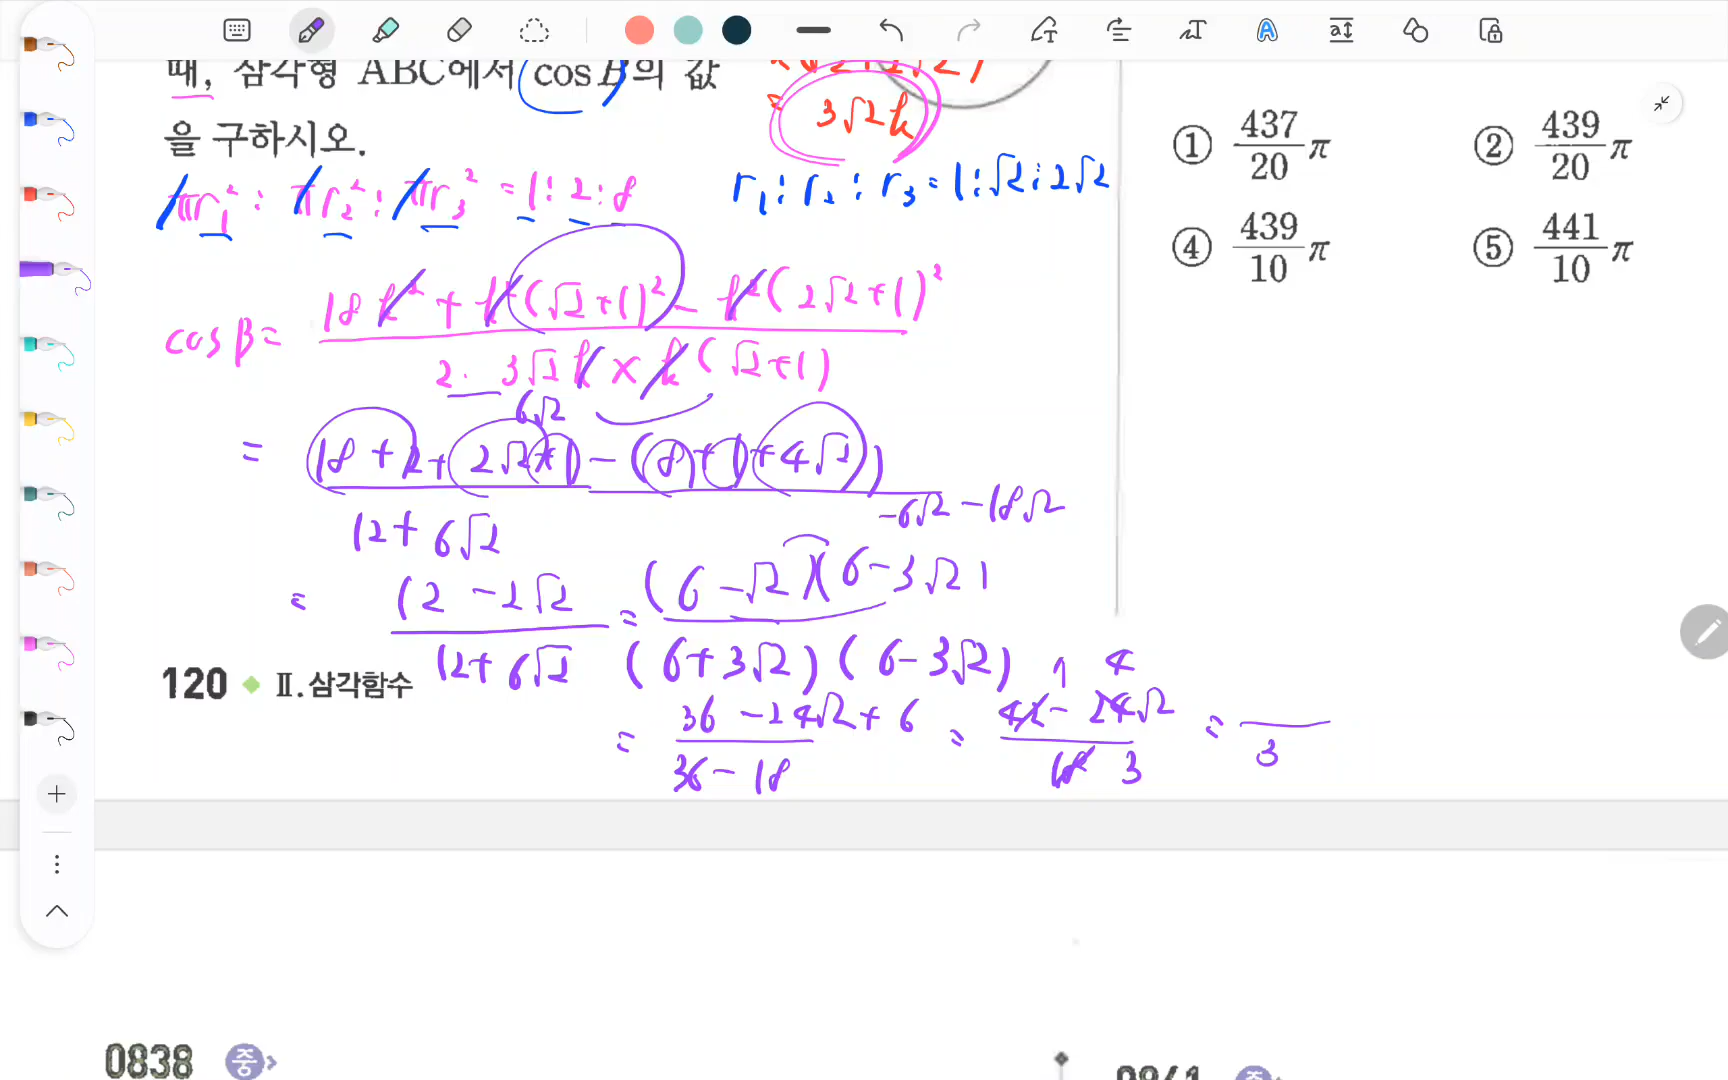 때, 삼각형 ABC에서 cos B의 값
을 구하시오.
3√2k
πr₁² : πr₂² : πr₃² = 1 : 2 : 8
r₁ : r₂ : r₃ = 1 : √2 : 2√2
① 437/20 π ② 439/20 π
④ 439/10 π ⑤ 441/10 π
cos β = (18k² + k²(√2+1)² - k²(2√2+1)²) / (2 · 3√2k × k(√2+1))
6√2
= (18 + 2 + 2√2 + 1 - (8 + 1 + 4√2)) / (12 + 6√2)
-6√2 - 18√2
= (12 - 2√2) / (12 + 6√2) = (6 - √2)(6 - 3√2) / (6 + 3√2)(6 - 3√2)
= (36 - 24√2 + 6) / (36 - 18) = (42 - 24√2) / 18 =
7 4
3 3
120 Ⅱ. 삼각함수
0838 중